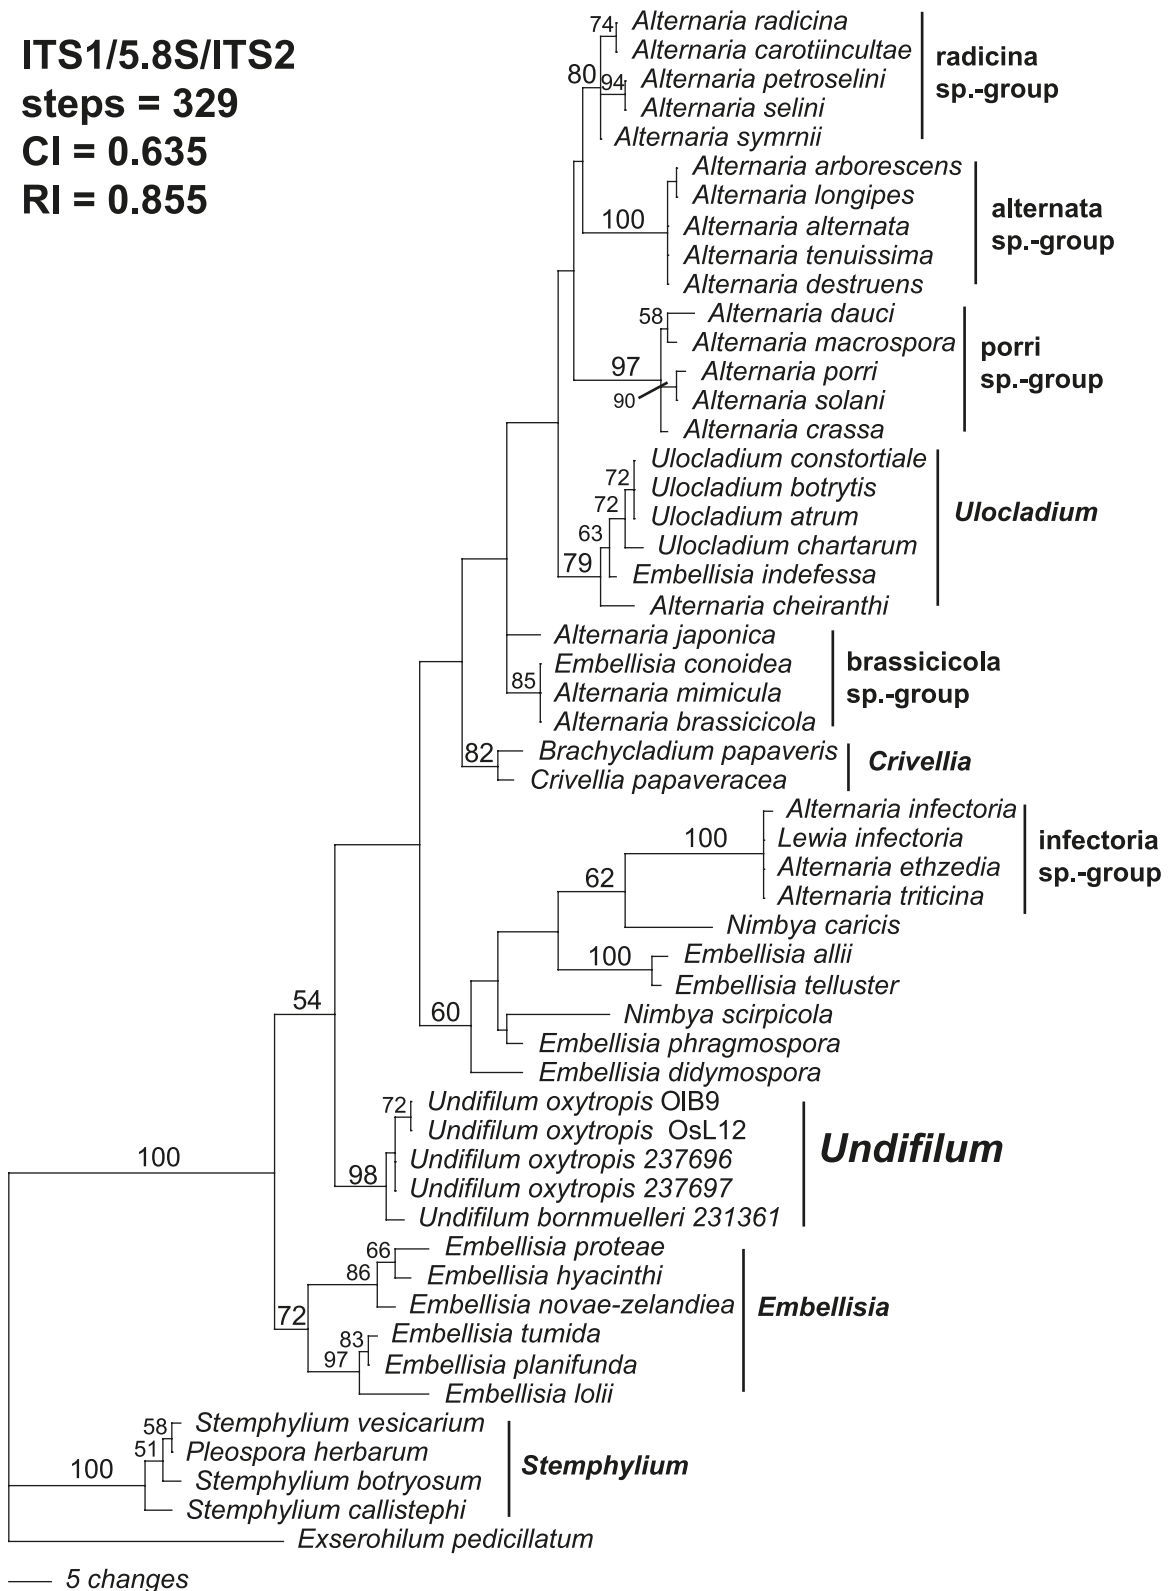 ITS1/5.8S/ITS2
steps = 329
CI = 0.635
RI = 0.855
74
Alternaria radicina
Alternaria carotiincultae
80
94
Alternaria petroselini
Alternaria selini
Alternaria symrnii
radicina
sp.-group
Alternaria arborescens
Alternaria longipes
100
Alternaria alternata
Alternaria tenuissima
Alternaria destruens
alternata
sp.-group
58
Alternaria dauci
Alternaria macrospora
97
Alternaria porri
90
Alternaria solani
Alternaria crassa
porri
sp.-group
Ulocladium constortiale
72
Ulocladium botrytis
72
Ulocladium atrum
63
Ulocladium chartarum
79
Embellisia indefessa
Alternaria cheiranthi
Ulocladium
Alternaria japonica
Embellisia conoidea
85
Alternaria mimicula
Alternaria brassicicola
brassicicola
sp.-group
82
Brachycladium papaveris
Crivellia papaveracea
Crivellia
Alternaria infectoria
100
Lewia infectoria
Alternaria ethzedia
62
Alternaria triticina
infectoria
sp.-group
Nimbya caricis
100
Embellisia allii
Embellisia telluster
54
60
Nimbya scirpicola
Embellisia phragmospora
Embellisia didymospora
72
Undifilum oxytropis OIB9
Undifilum oxytropis OsL12
Undifilum oxytropis 237696
98
Undifilum oxytropis 237697
Undifilum bornmuelleri 231361
Undifilum
100
66
Embellisia proteae
86
Embellisia hyacinthi
Embellisia novae-zelandiea
72
83
Embellisia tumida
97
Embellisia planifunda
Embellisia lolii
Embellisia
58
Stemphylium vesicarium
51
Pleospora herbarum
100
Stemphylium botryosum
Stemphylium callistephi
Stemphylium
Exserohilum pedicillatum
5 changes